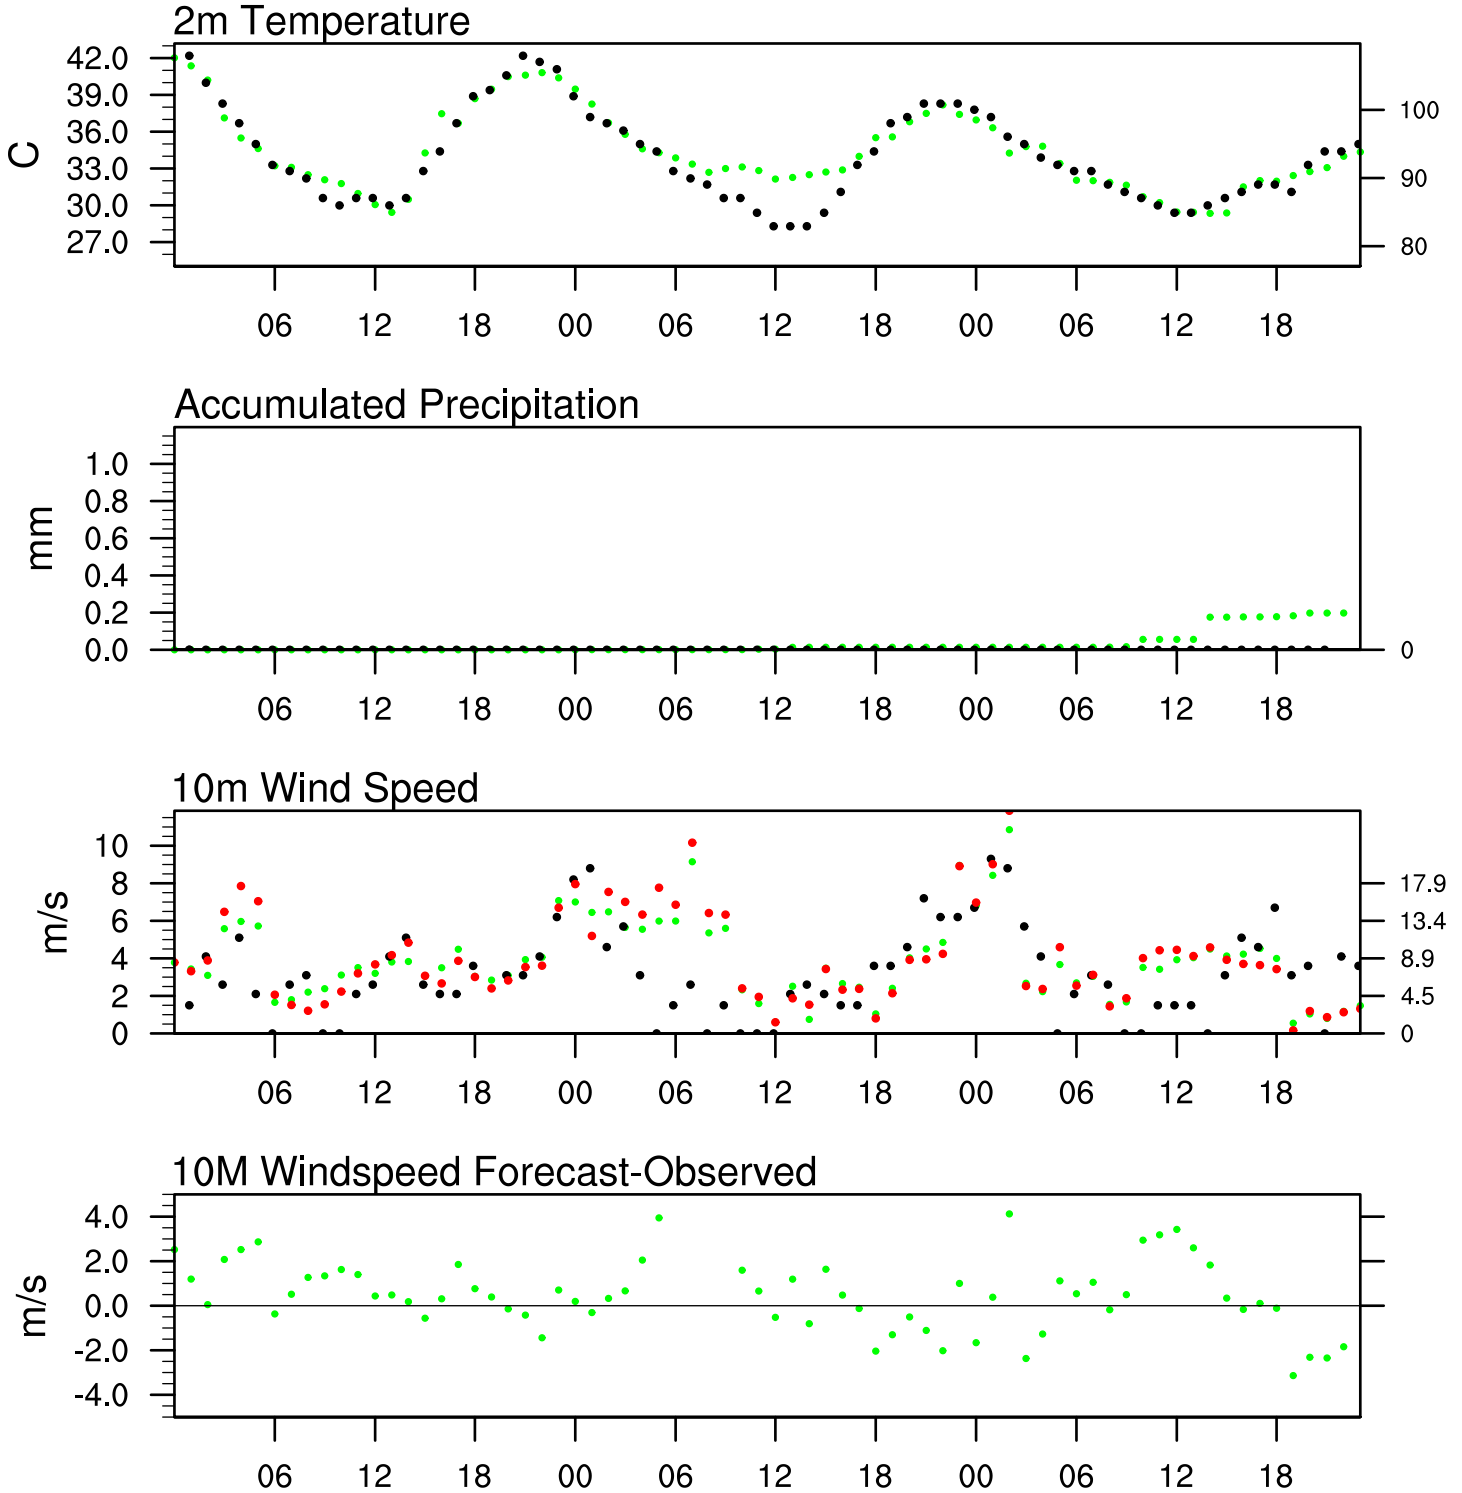 2m Temperature
42.0
39.0
36.0
33.0
30.0
27.0
C
100
90
80
06 12 18 00 06 12 18 00 06 12 18
Accumulated Precipitation
1.0
0.8
0.6
0.4
0.2
0.0
mm
0
06 12 18 00 06 12 18 00 06 12 18
10m Wind Speed
10
8
6
4
2
0
m/s
17.9
13.4
8.9
4.5
0
06 12 18 00 06 12 18 00 06 12 18
10M Windspeed Forecast-Observed
4.0
2.0
0.0
-2.0
-4.0
m/s
06 12 18 00 06 12 18 00 06 12 18